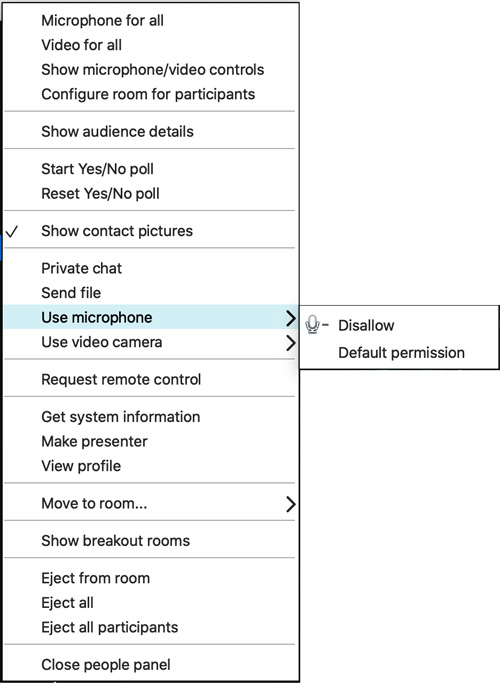 Microphone for all
Video for all
Show microphone/video controls
Configure room for participants
Show audience details
Start Yes/No poll
Reset Yes/No poll
Show contact pictures
Private chat
Send file
Use microphone
Disallow
Default permission
Use video camera
Request remote control
Get system information
Make presenter
View profile
Move to room...
Show breakout rooms
Eject from room
Eject all
Eject all participants
Close people panel